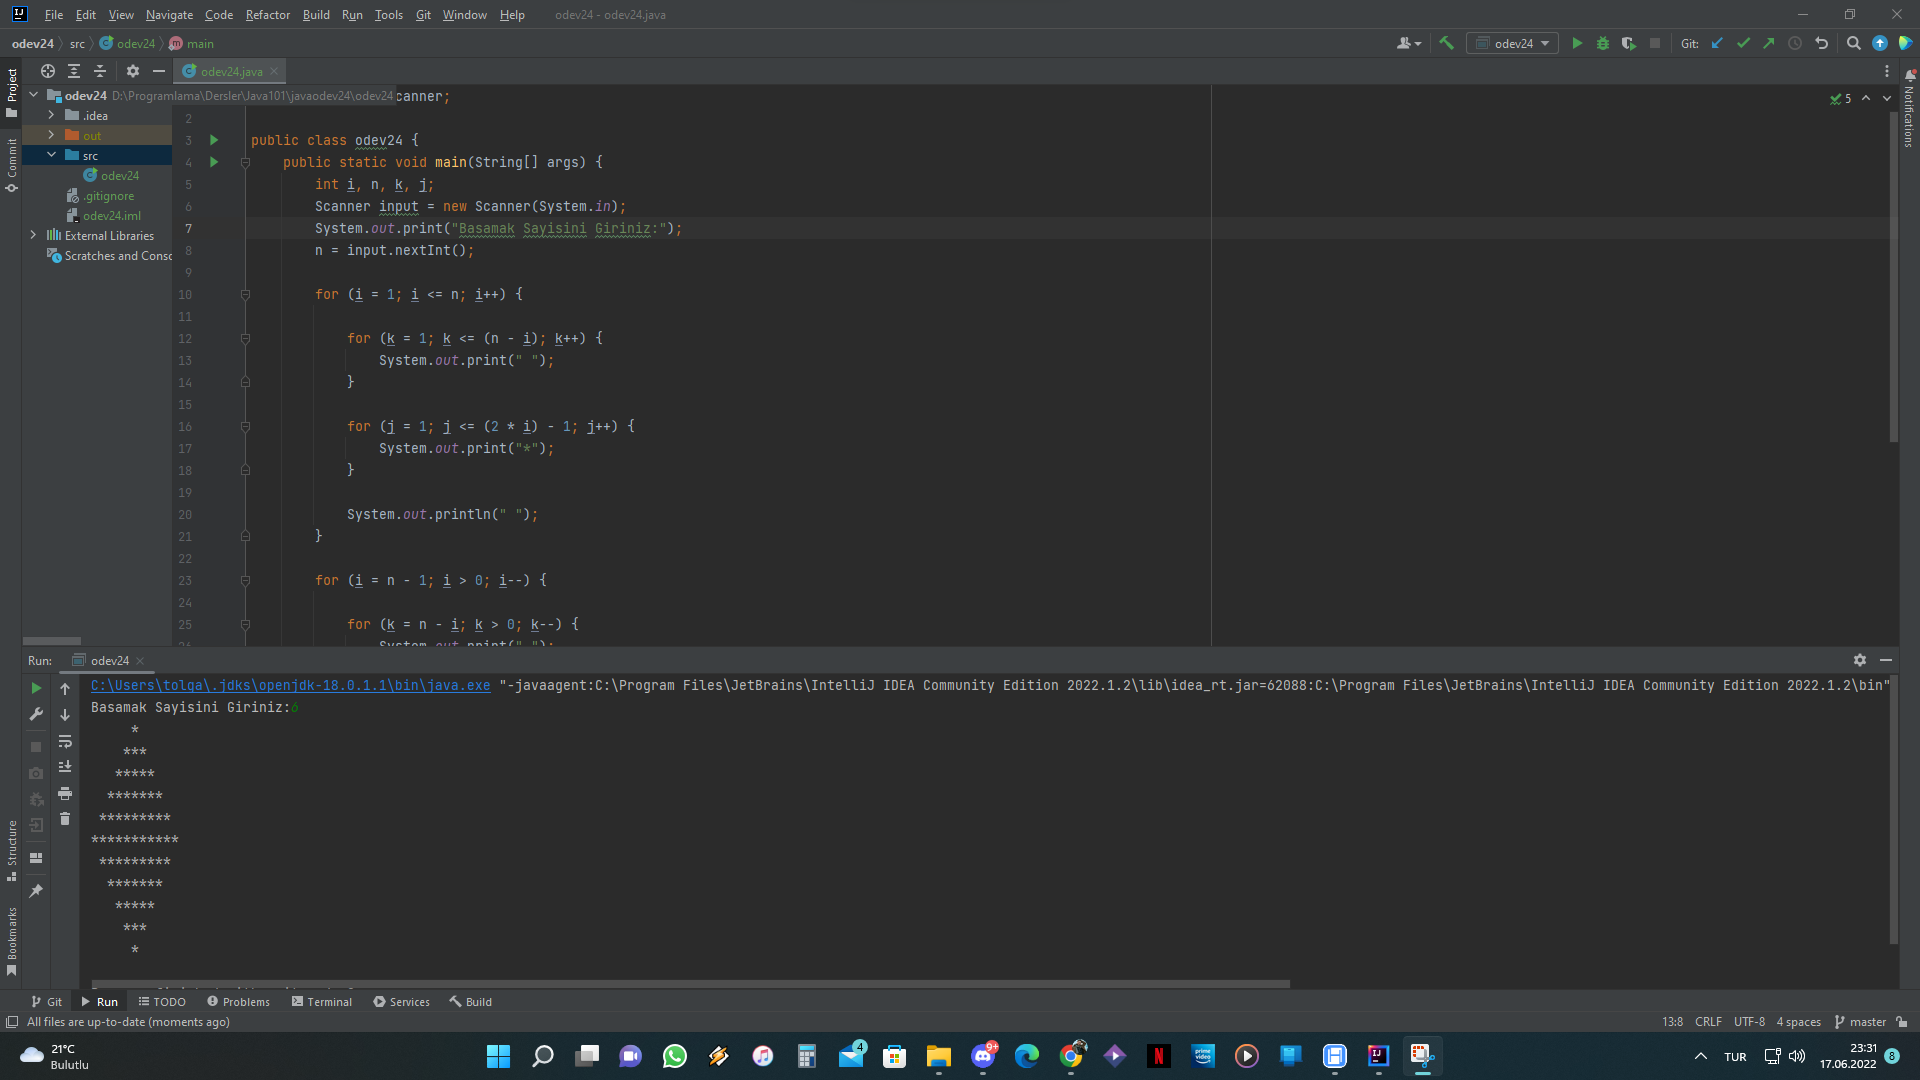 File Edit View Navigate Code Refactor Build Run Tools Git Window Help odev24 - odev24.java
odev24 src odev24 main
odev24 Git:
Project
odev24.java
odev24 D:\Programlama\Dersler\Java101\javaodev24\odev24
.idea
out
src
odev24
.gitignore
odev24.iml
External Libraries
Scratches and Consc
Commit
Structure
Bookmarks
Notifications
5
canner;
2
3 public class odev24 {
4 public static void main(String[] args) {
5 int i, n, k, j;
6 Scanner input = new Scanner(System.in);
7 System.out.print("Basamak Sayisini Giriniz:");
8 n = input.nextInt();
9
10 for (i = 1; i <= n; i++) {
11
12 for (k = 1; k <= (n - i); k++) {
13 System.out.print(" ");
14 }
15
16 for (j = 1; j <= (2 * i) - 1; j++) {
17 System.out.print("*");
18 }
19
20 System.out.println(" ");
21 }
22
23 for (i = n - 1; i > 0; i--) {
24
25 for (k = n - i; k > 0; k--) {
System.out.print(" ");
Run: odev24
C:\Users\tolga\.jdks\openjdk-18.0.1.1\bin\java.exe "-javaagent:C:\Program Files\JetBrains\IntelliJ IDEA Community Edition 2022.1.2\lib\idea_rt.jar=62088:C:\Program Files\JetBrains\IntelliJ IDEA Community Edition 2022.1.2\bin"
Basamak Sayisini Giriniz:6
*
***
*****
*******
*********
***********
*********
*******
*****
***
*
Git Run TODO Problems Terminal Services Build
All files are up-to-date (moments ago)
13:8 CRLF UTF-8 4 spaces master
21°C
Bulutlu
4
9+
prime video
N
TUR
23:31
17.06.2022
8